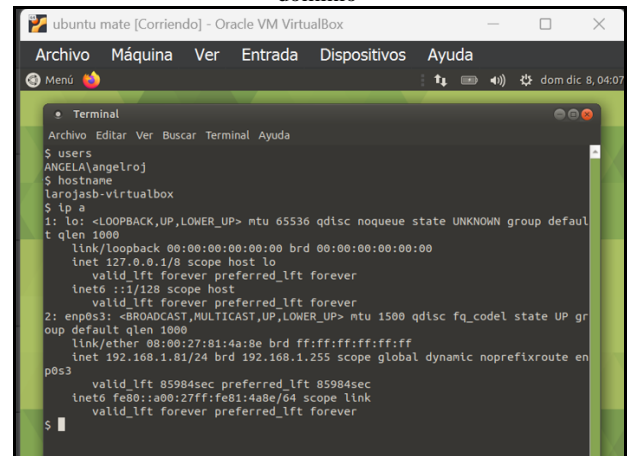 dominio
ubuntu mate [Corriendo] - Oracle VM VirtualBox
Archivo Máquina Ver Entrada Dispositivos Ayuda
Menú dom dic 8, 04:07
Terminal
Archivo Editar Ver Buscar Terminal Ayuda
$ users
ANGELA\angelroj
$ hostname
larojasb-virtualbox
$ ip a
1: lo: <LOOPBACK,UP,LOWER_UP> mtu 65536 qdisc noqueue state UNKNOWN group defaul
t qlen 1000
    link/loopback 00:00:00:00:00:00 brd 00:00:00:00:00:00
    inet 127.0.0.1/8 scope host lo
       valid_lft forever preferred_lft forever
    inet6 ::1/128 scope host
       valid_lft forever preferred_lft forever
2: enp0s3: <BROADCAST,MULTICAST,UP,LOWER_UP> mtu 1500 qdisc fq_codel state UP gr
oup default qlen 1000
    link/ether 08:00:27:81:4a:8e brd ff:ff:ff:ff:ff:ff
    inet 192.168.1.81/24 brd 192.168.1.255 scope global dynamic noprefixroute en
p0s3
       valid_lft 85984sec preferred_lft 85984sec
    inet6 fe80::a00:27ff:fe81:4a8e/64 scope link
       valid_lft forever preferred_lft forever
$